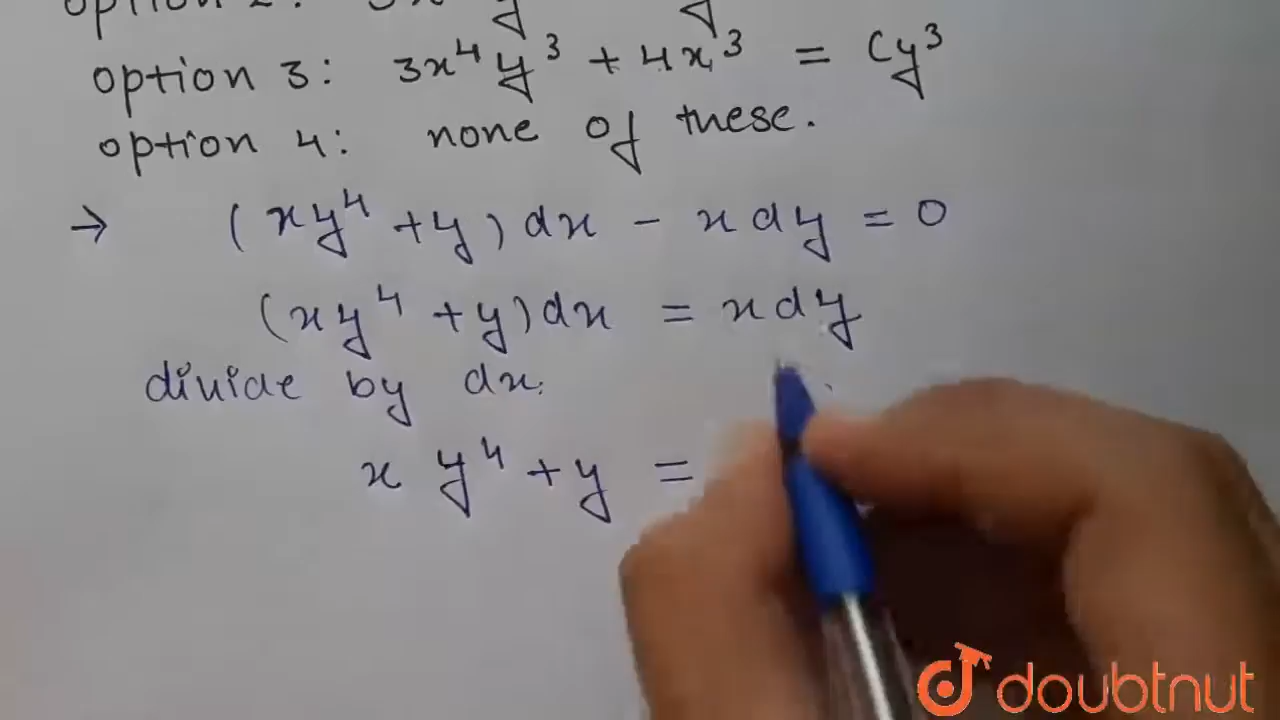 option 3: 3x⁴y³ + 4x³ = Cy³
option 4: none of these.
→ (xy⁴ + y) dx - x dy = 0
(xy⁴ + y) dx = x dy
divide by dx.
x y⁴ + y =
doubtnut